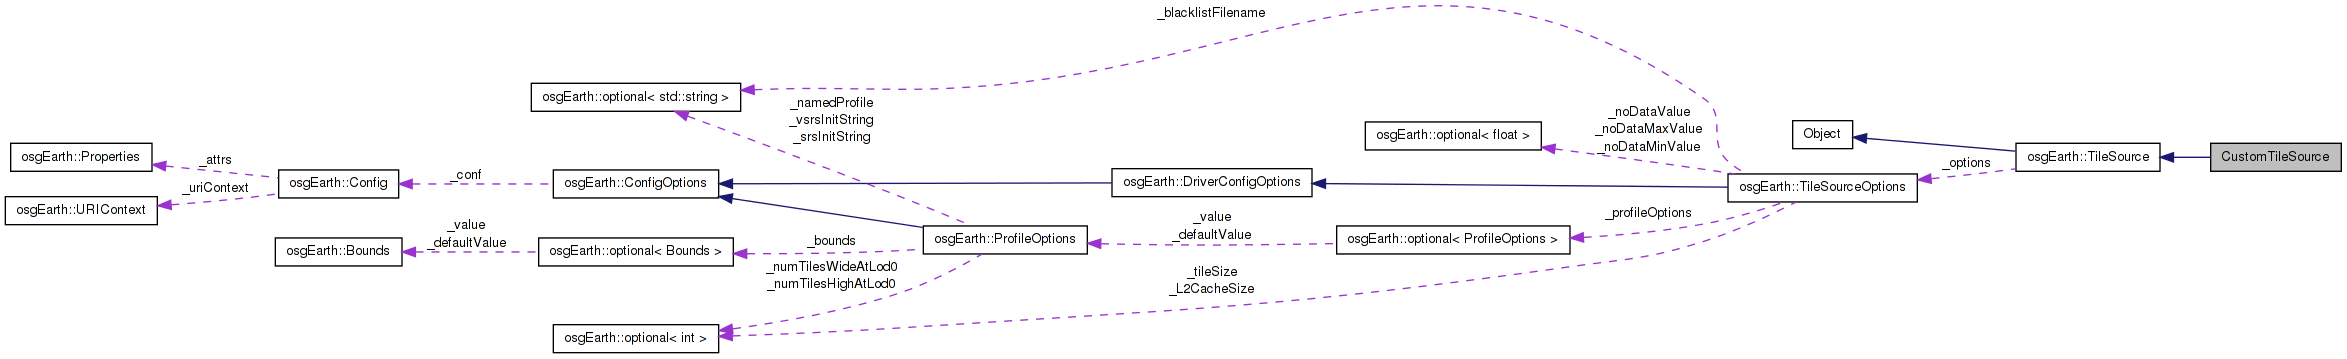 _blacklistFilename
osgEarth::optional< std::string >
_namedProfile
_vsrsInitString
_srsInitString
_noDataValue
_noDataMaxValue
_noDataMinValue
osgEarth::optional< float >
Object
osgEarth::Properties
_attrs
osgEarth::TileSource
CustomTileSource
_options
_uriContext
osgEarth::Config
_conf
osgEarth::ConfigOptions
osgEarth::DriverConfigOptions
osgEarth::TileSourceOptions
osgEarth::URIContext
_profileOptions
_value
_defaultValue
osgEarth::Bounds
osgEarth::optional< Bounds >
_bounds
osgEarth::ProfileOptions
_value
_defaultValue
osgEarth::optional< ProfileOptions >
_numTilesWideAtLod0
_numTilesHighAtLod0
_tileSize
_L2CacheSize
osgEarth::optional< int >